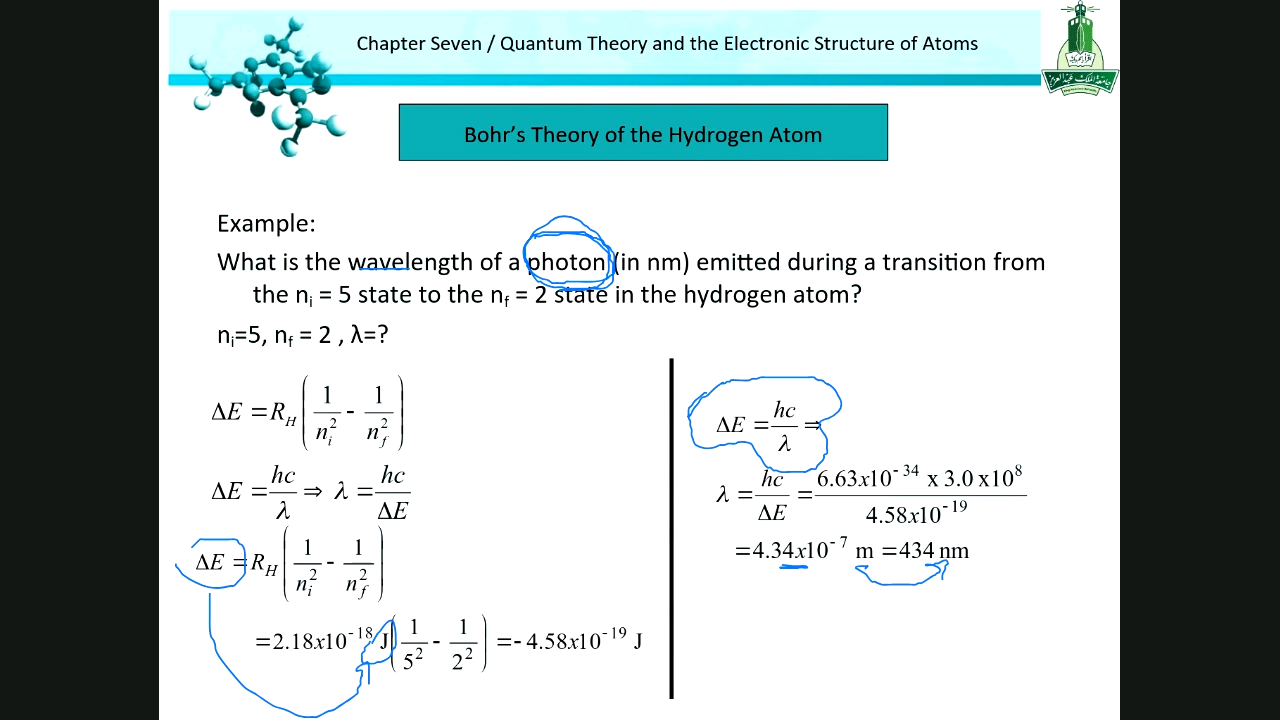 Chapter Seven / Quantum Theory and the Electronic Structure of Atoms
Bohr’s Theory of the Hydrogen Atom
Example:
What is the wavelength of a photon (in nm) emitted during a transition from
the nᵢ = 5 state to the n_f = 2 state in the hydrogen atom?
nᵢ=5, n_f = 2 , λ=?
ΔE = R_H (1/nᵢ² - 1/n_f²)
ΔE = hc/λ ⇒ λ = hc/ΔE
ΔE = R_H (1/nᵢ² - 1/n_f²)
= 2.18x10⁻¹⁸ J (1/5² - 1/2²) = - 4.58x10⁻¹⁹ J
ΔE = hc/λ ⇒
λ = hc/ΔE = 6.63x10⁻³⁴ x 3.0 x10⁸ / 4.58x10⁻¹⁹
= 4.34x10⁻⁷ m = 434 nm